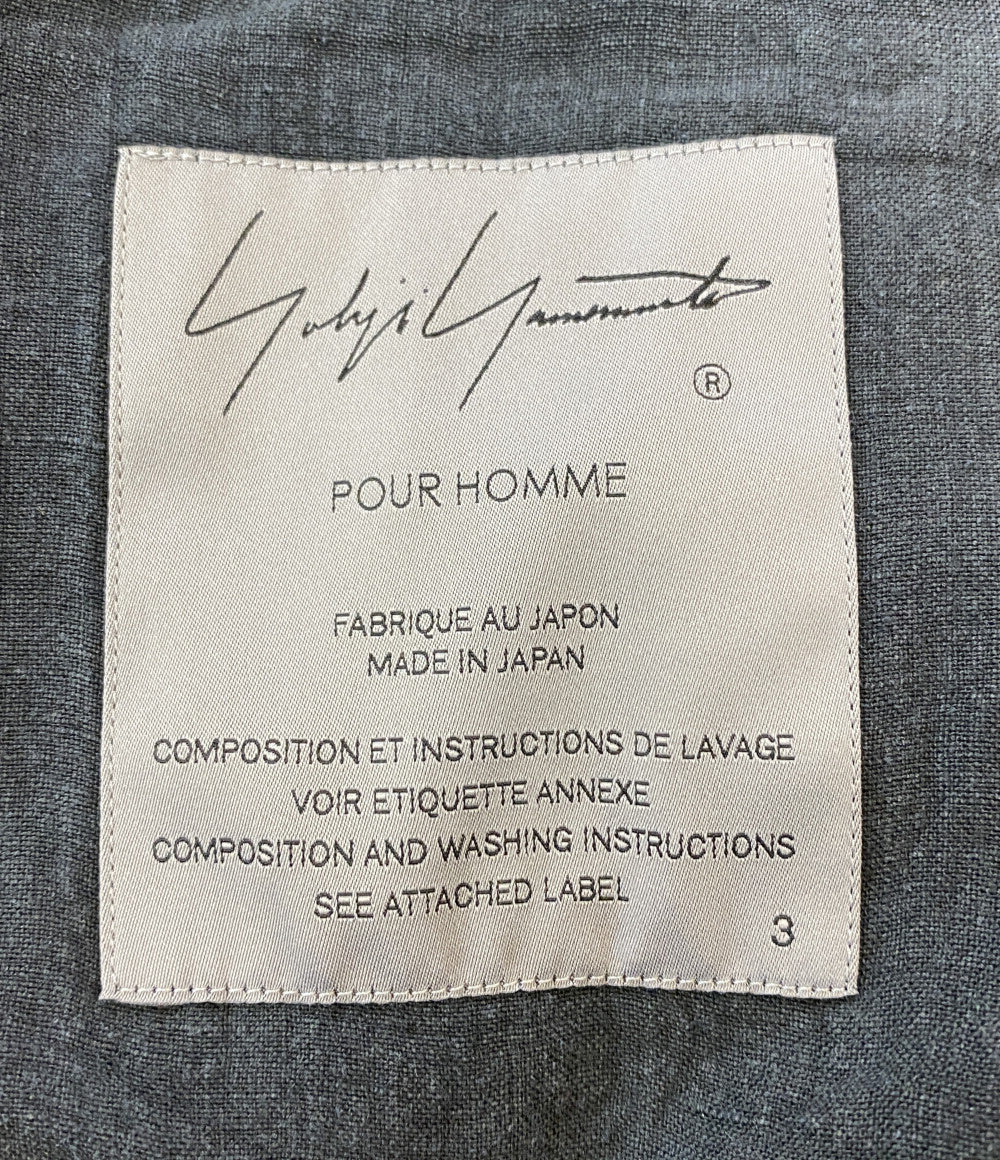 Yohji Yamamoto
®
POUR HOMME
FABRIQUE AU JAPON
MADE IN JAPAN
COMPOSITION ET INSTRUCTIONS DE LAVAGE
VOIR ETIQUETTE ANNEXE
COMPOSITION AND WASHING INSTRUCTIONS
SEE ATTACHED LABEL
3